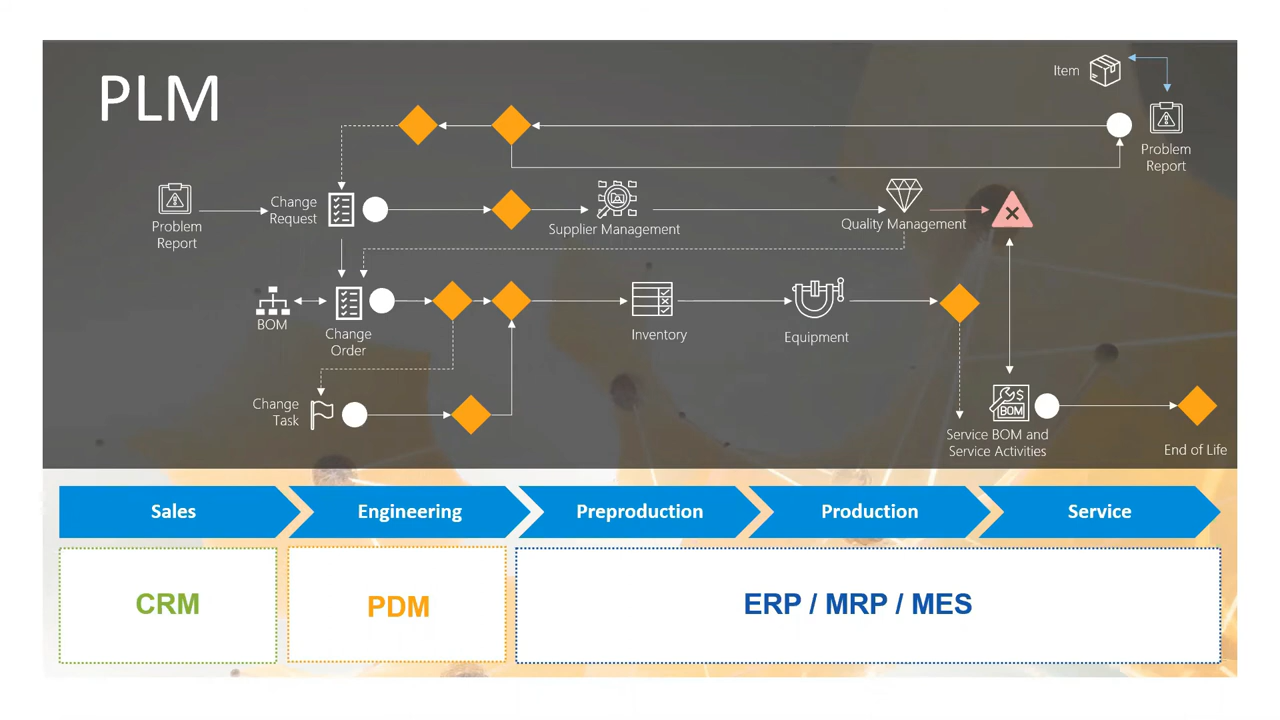 PLM
Item
Problem
Report
Problem
Report
Change
Request
Supplier Management
Quality Management
BOM
Change
Order
Inventory
Equipment
Change
Task
BOM
Service BOM and
Service Activities
End of Life
Sales
Engineering
Preproduction
Production
Service
CRM
PDM
ERP / MRP / MES